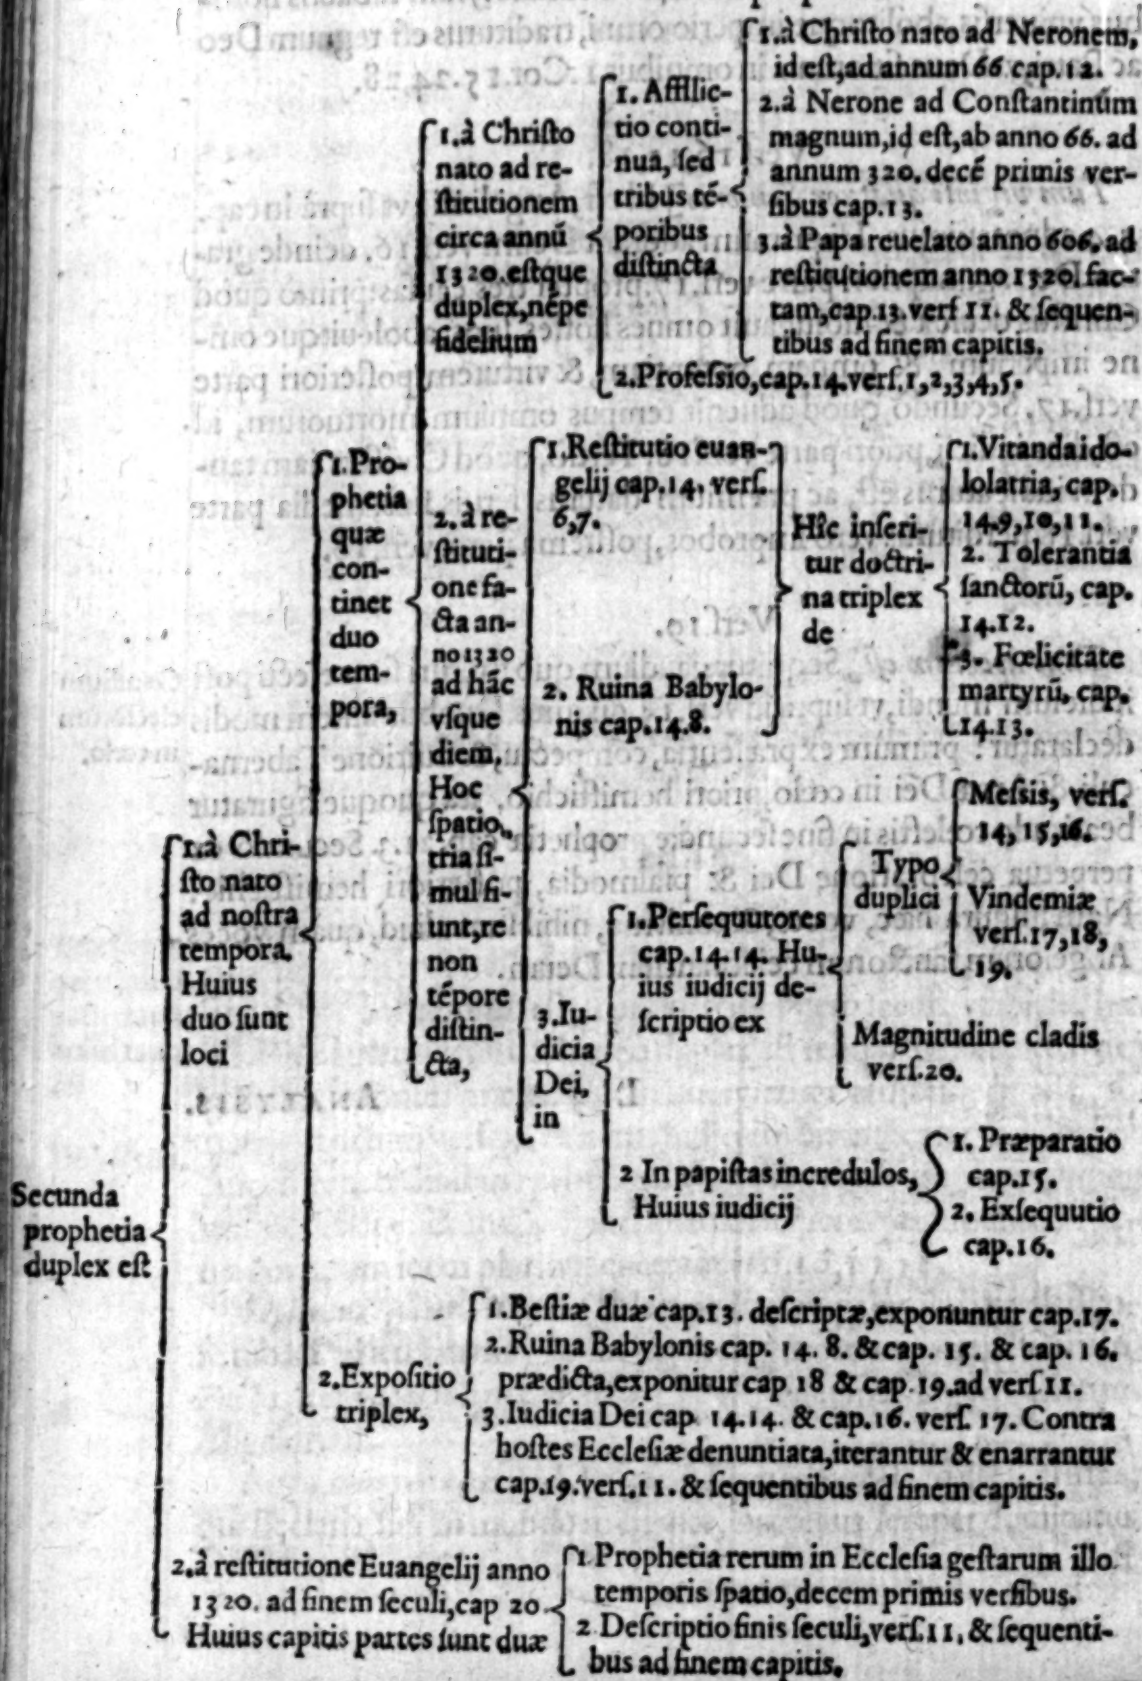 Secunda
prophetia
duplex est
1.à Chri-
sto nato
ad nostra
tempora.
Huius
duo sunt
loci
1.Pro-
phetia
quæ
con-
tinet
duo
tem-
pora,
1.à Christo
nato ad re-
stitutionem
circa annũ
1320.estque
duplex,nẽpe
fidelium
1. Afflic-
tio conti-
nua, sed
tribus tẽ-
poribus
distincta
1.à Christo nato ad Neronem,
id est,ad annum 66 cap.12.
2.à Nerone ad Constantinum
magnum,id est,ab anno 66. ad
annum 320.decẽ primis ver-
sibus cap.13.
3.à Papa reuelato anno 606. ad
restitutionem anno 1320. fac-
tam,cap.13.vers 11. & sequen-
tibus ad finem capitis.
2.Professio,cap.14.vers.1,2,3,4,5.
2. à re-
stituti-
one fa-
cta an-
no 1320
ad hãc
vsque
diem,
Hoc
spatio,
tria si-
mul fi-
unt,re
non
tẽpore
distin-
cta,
1.Restitutio euan-
gelij cap.14. vers.
6,7.
2. Ruina Babylo-
nis cap.14.8.
Hîc inseri-
tur doctri-
na triplex
de
1.Vitanda ido-
lolatria, cap.
14.9,10,11.
2. Tolerantia
sanctorũ, cap.
14.12.
3. Fœlicitate
martyrũ, cap.
14.13.
3.Iu-
dicia
Dei,
in
1.Persequutores
cap.14.14. Hu-
ius iudicij de-
scriptio ex
Typo
duplici
Messis, vers.
14, 15,16.
Vindemiæ
vers.17,18,
19.
Magnitudine cladis
vers.20.
2 In papistas incredulos,
Huius iudicij
1. Præparatio
cap.15.
2. Exsequutio
cap.16.
2.Expositio
triplex,
1.Bestiæ duæ cap.13. descriptæ,exponuntur cap.17.
2.Ruina Babylonis cap. 14. 8. & cap. 15. & cap. 16.
prædicta,exponitur cap 18 & cap.19.ad vers 11.
3.Iudicia Dei cap 14.14. & cap.16. vers. 17. Contra
hostes Ecclesiæ denuntiata,iterantur & enarrantur
cap.19.vers.11. & sequentibus ad finem capitis.
2.à restitutione Euangelij anno
1320. ad finem seculi,cap 20.
Huius capitis partes sunt duæ
1 Prophetia rerum in Ecclesia gestarum illo
temporis spatio,decem primis versibus.
2 Descriptio finis seculi,vers.11, & sequenti-
bus ad finem capitis.